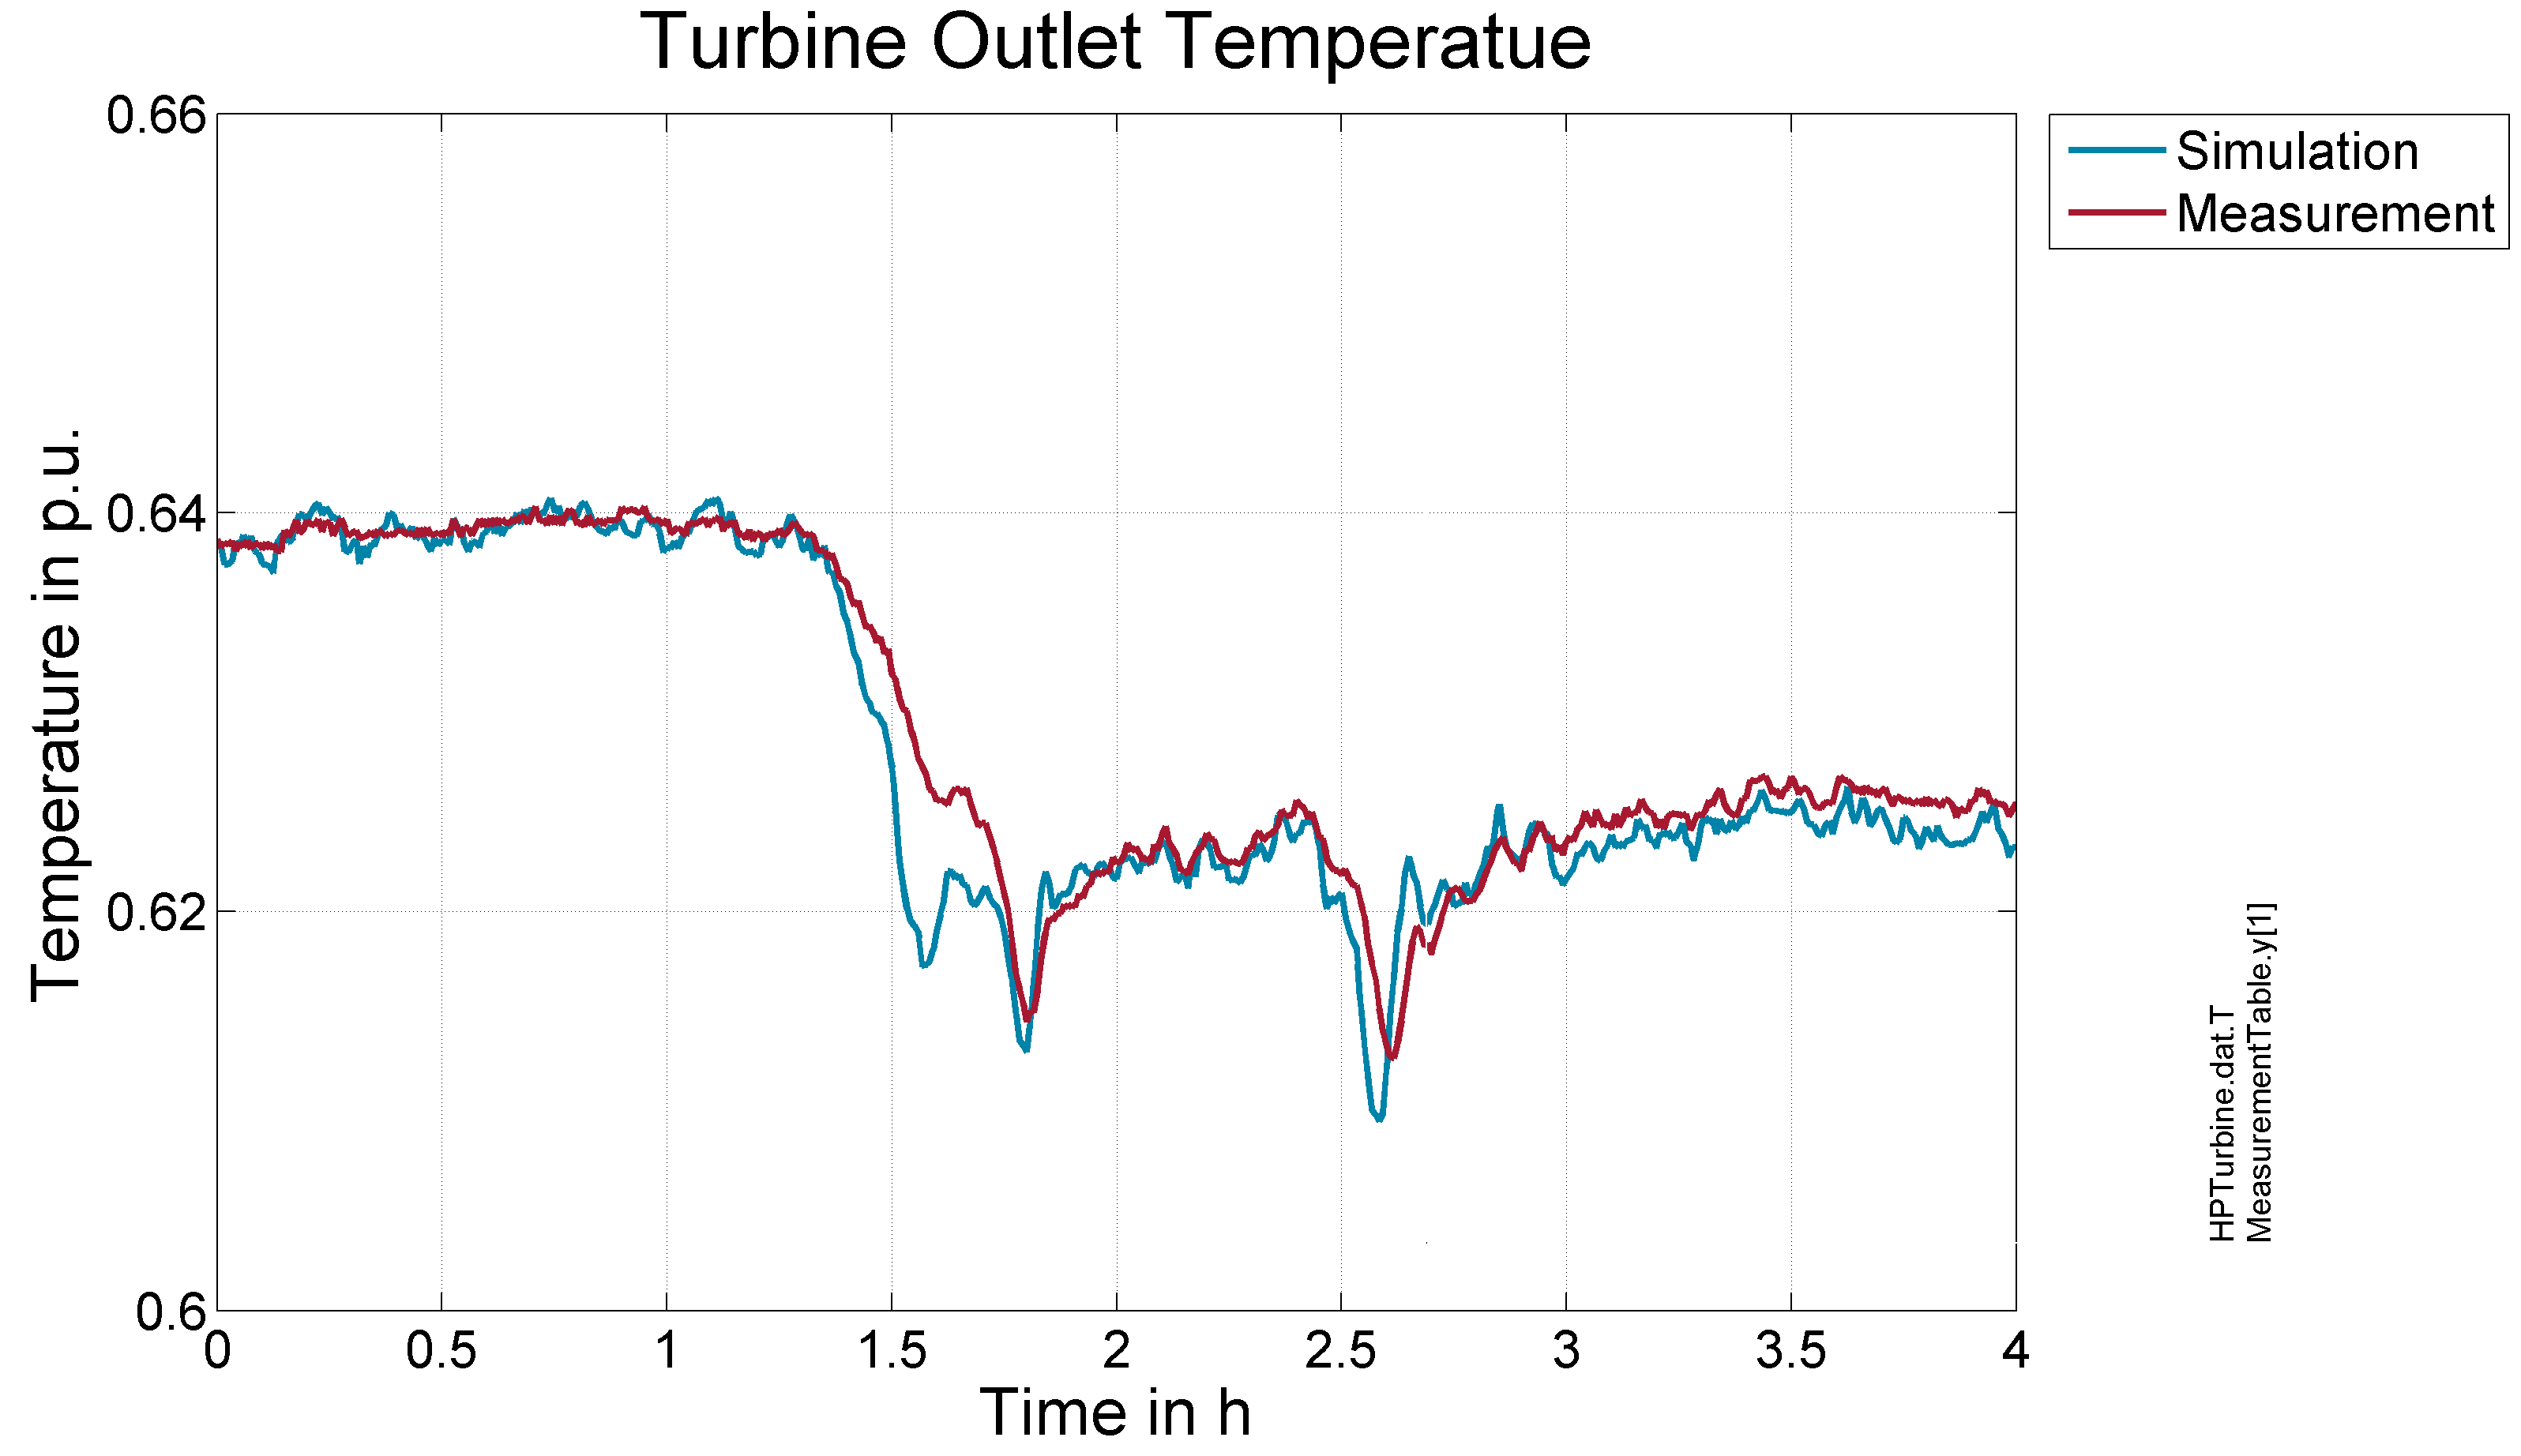 Turbine Outlet Temperatue
0.66
0.64
0.62
0.6
Temperature in p.u.
0
0.5
1
1.5
2
2.5
3
3.5
4
Time in h
Simulation
Measurement
HPTurbine.dat.T
MeasurementTable.y[1]